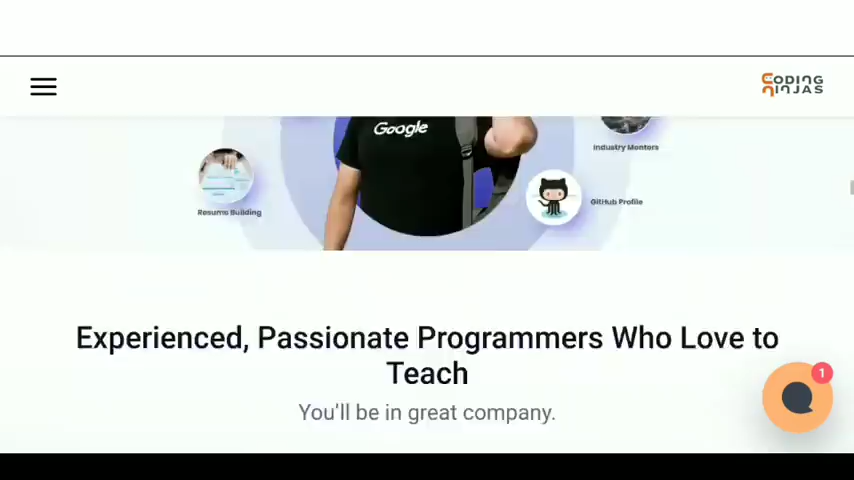 CODING
NINJAS
Google
Industry Mentors
GitHub Profile
Resume Building
Experienced, Passionate Programmers Who Love to
Teach
1
You'll be in great company.